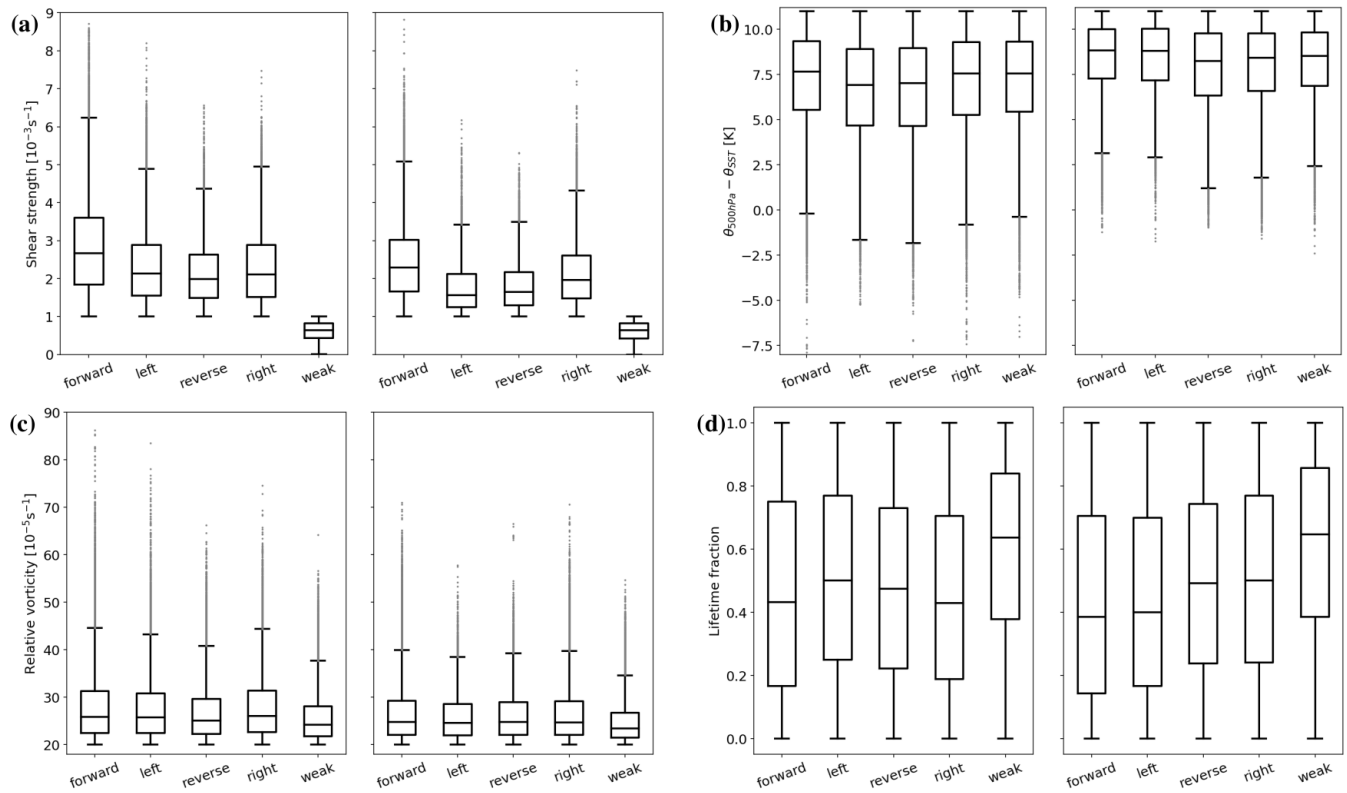 (a)
Shear strength [10⁻³s⁻¹]
9
8
7
6
5
4
3
2
1
0
forward left reverse right weak
forward left reverse right weak
(b)
θ500hPa − θSST [K]
10.0
7.5
5.0
2.5
0.0
−2.5
−5.0
−7.5
forward left reverse right weak
forward left reverse right weak
(c)
Relative vorticity [10⁻⁵s⁻¹]
90
80
70
60
50
40
30
20
forward left reverse right weak
forward left reverse right weak
(d)
Lifetime fraction
1.0
0.8
0.6
0.4
0.2
0.0
forward left reverse right weak
forward left reverse right weak